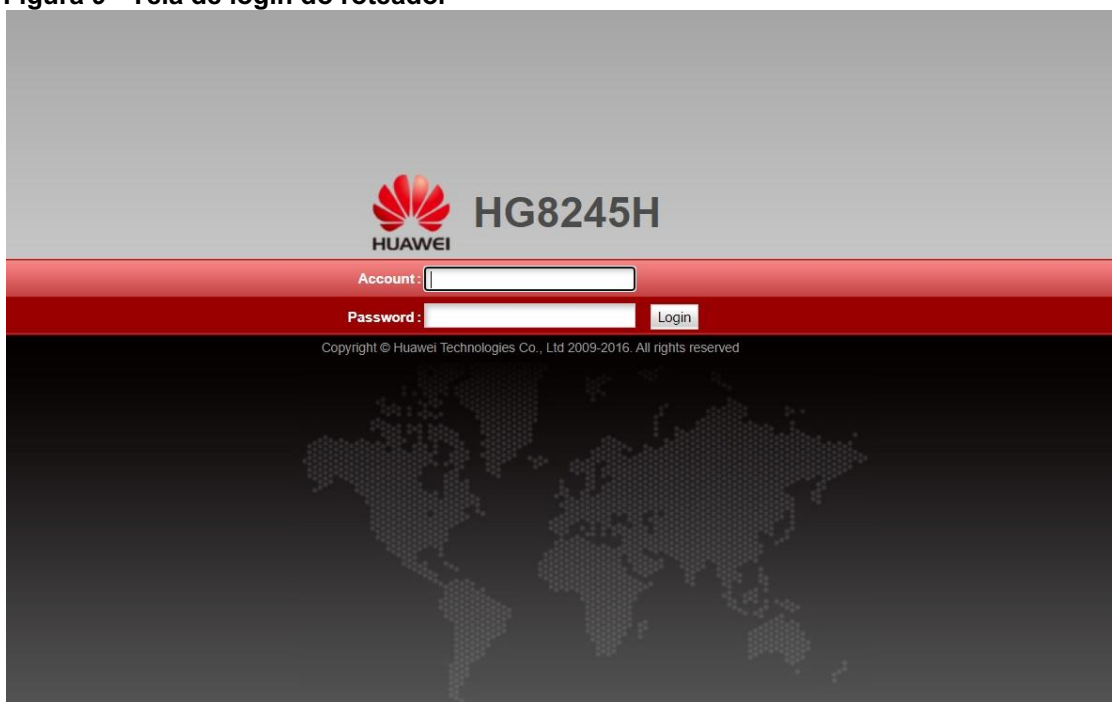 Tela de login do roteador
HUAWEI
HG8245H
Account :
Password :
Login
Copyright © Huawei Technologies Co., Ltd 2009-2016. All rights reserved